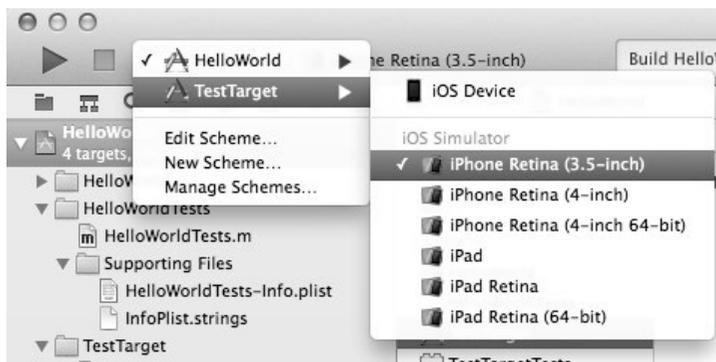 HelloWorld
TestTarget
Edit Scheme...
New Scheme...
Manage Schemes...
ne Retina (3.5-inch)
Build Hello
iOS Device
iOS Simulator
iPhone Retina (3.5-inch)
iPhone Retina (4-inch)
iPhone Retina (4-inch 64-bit)
iPad
iPad Retina
iPad Retina (64-bit)
HelloWo
4 targets,
HelloW
HelloWorldTests
m HelloWorldTests.m
Supporting Files
HelloWorldTests-Info.plist
InfoPlist.strings
TestTarget
TestTargetTests